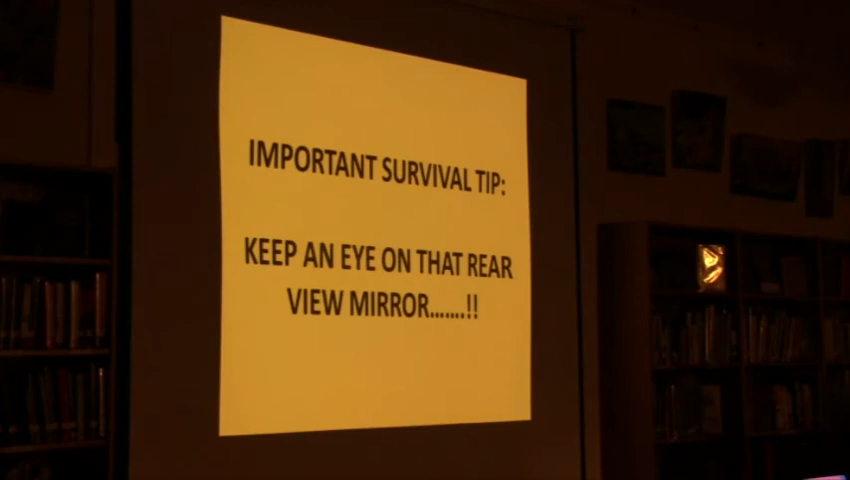 IMPORTANT SURVIVAL TIP:
KEEP AN EYE ON THAT REAR
VIEW MIRROR.......!!